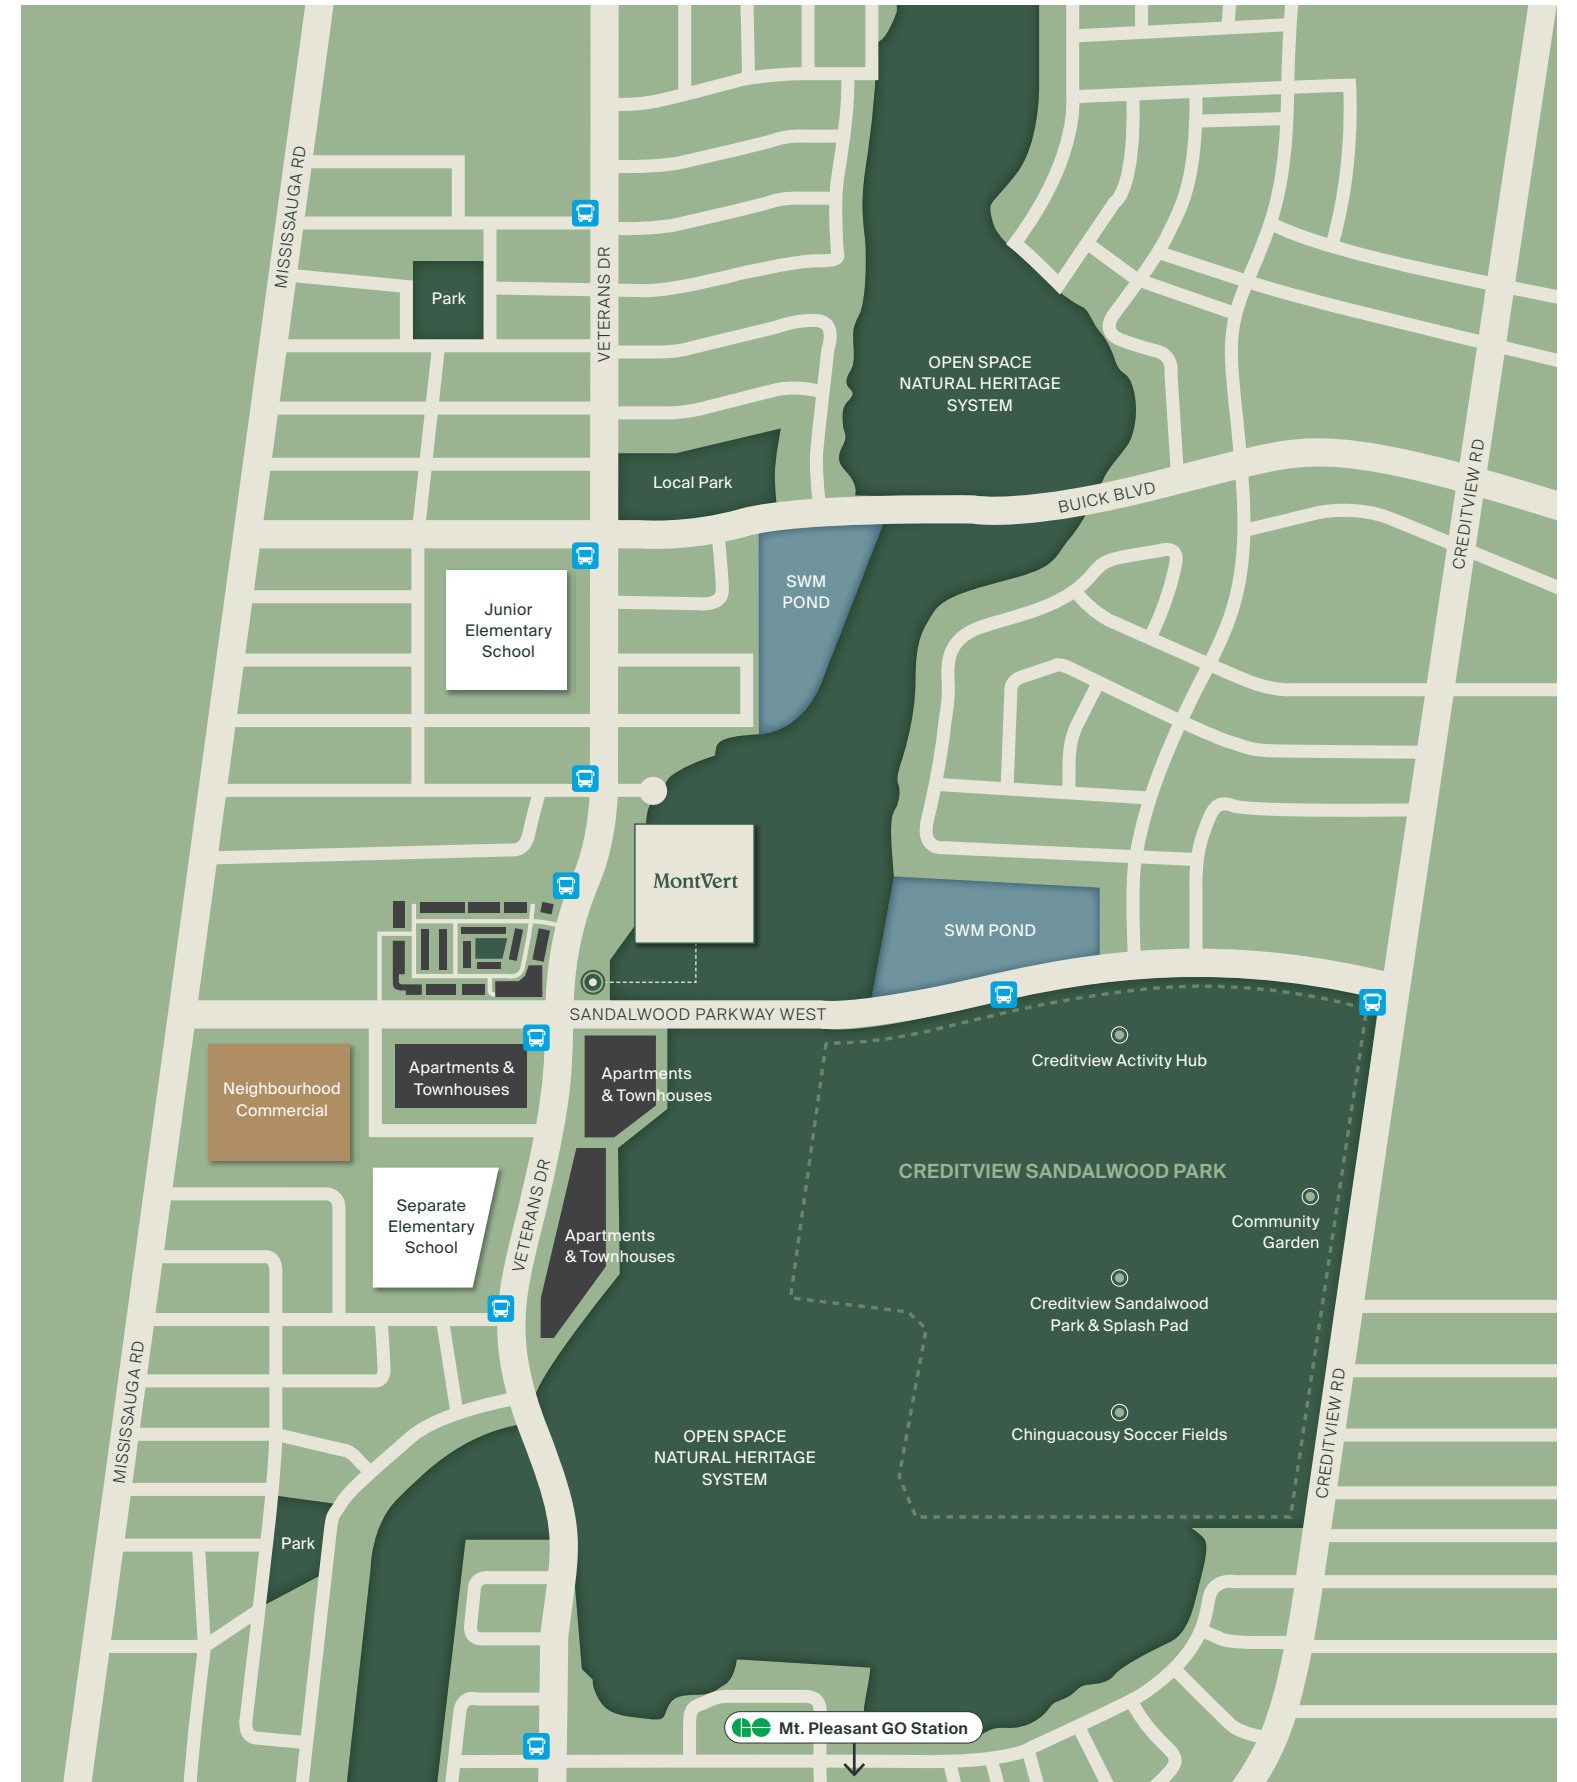 MISSISSAUGA RD
VETERANS DR
Park
OPEN SPACE
NATURAL HERITAGE
SYSTEM
Local Park
BUICK BLVD
CREDITVIEW RD
SWM
POND
Junior
Elementary
School
MontVert
SWM POND
SANDALWOOD PARKWAY WEST
Creditview Activity Hub
Apartments &
Townhouses
Apartments
& Townhouses
Neighbourhood
Commercial
CREDITVIEW SANDALWOOD PARK
Separate
Elementary
School
VETERANS DR
Apartments
& Townhouses
Community
Garden
Creditview Sandalwood
Park & Splash Pad
MISSISSAUGA RD
CREDITVIEW RD
Chinguacousy Soccer Fields
OPEN SPACE
NATURAL HERITAGE
SYSTEM
Park
GO Mt. Pleasant GO Station